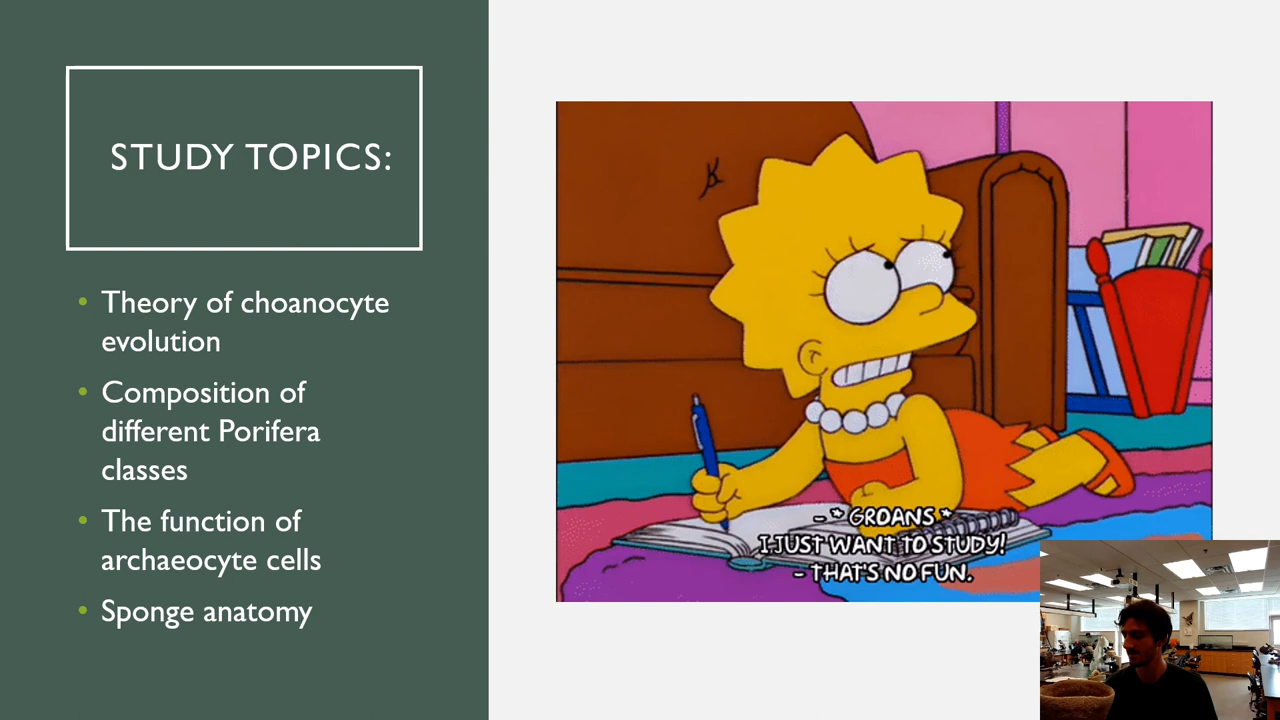 STUDY TOPICS:
• Theory of choanocyte
evolution
• Composition of
different Porifera
classes
• The function of
archaeocyte cells
• Sponge anatomy
- * GROANS *
I JUST WANT TO STUDY!
- THAT'S NO FUN.